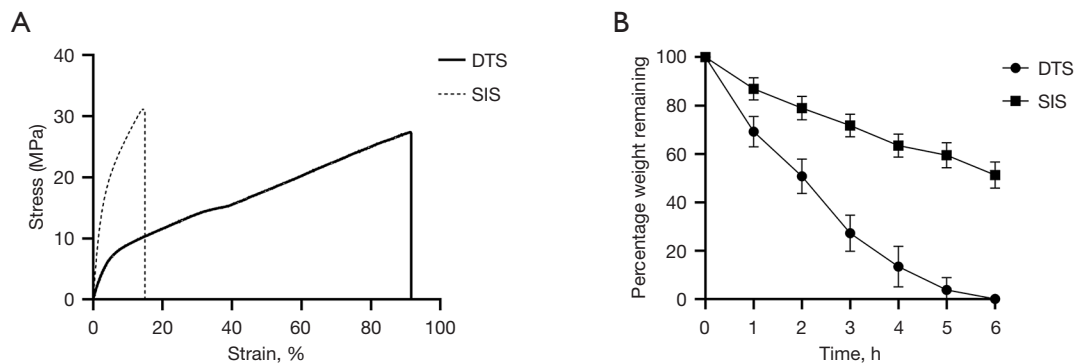 A
Stress (MPa)
40
30
20
10
0
0 20 40 60 80 100
Strain, %
DTS
SIS
B
Percentage weight remaining
100
80
60
40
20
0
0 1 2 3 4 5 6
Time, h
DTS
SIS